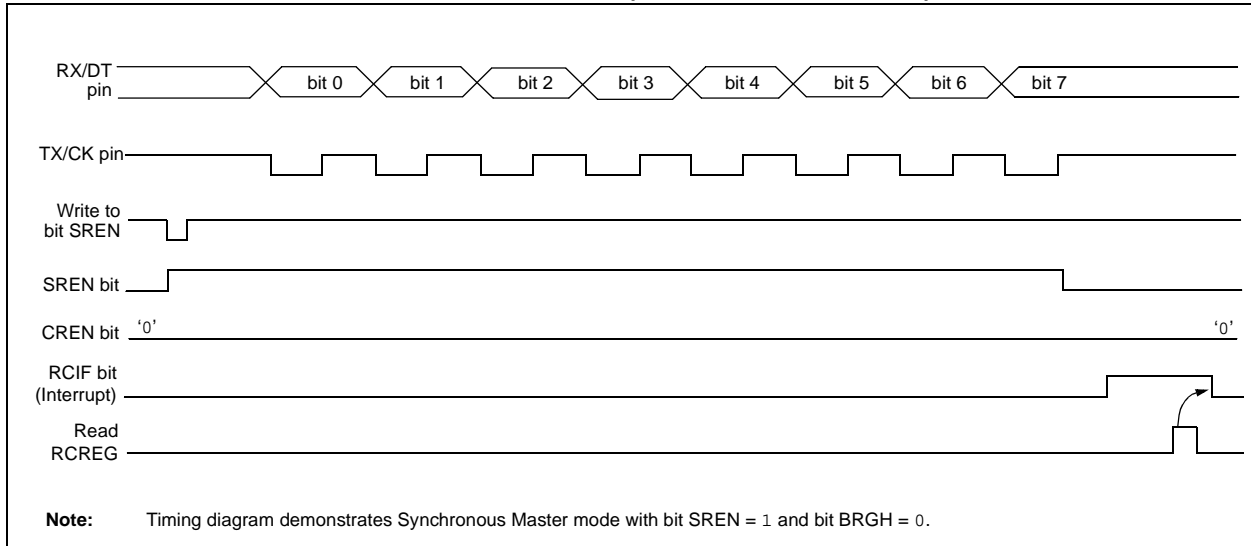 RX/DT
pin
bit 0 bit 1 bit 2 bit 3 bit 4 bit 5 bit 6 bit 7
TX/CK pin
Write to
bit SREN
SREN bit
CREN bit '0' '0'
RCIF bit
(Interrupt)
Read
RCREG
Note: Timing diagram demonstrates Synchronous Master mode with bit SREN = 1 and bit BRGH = 0.